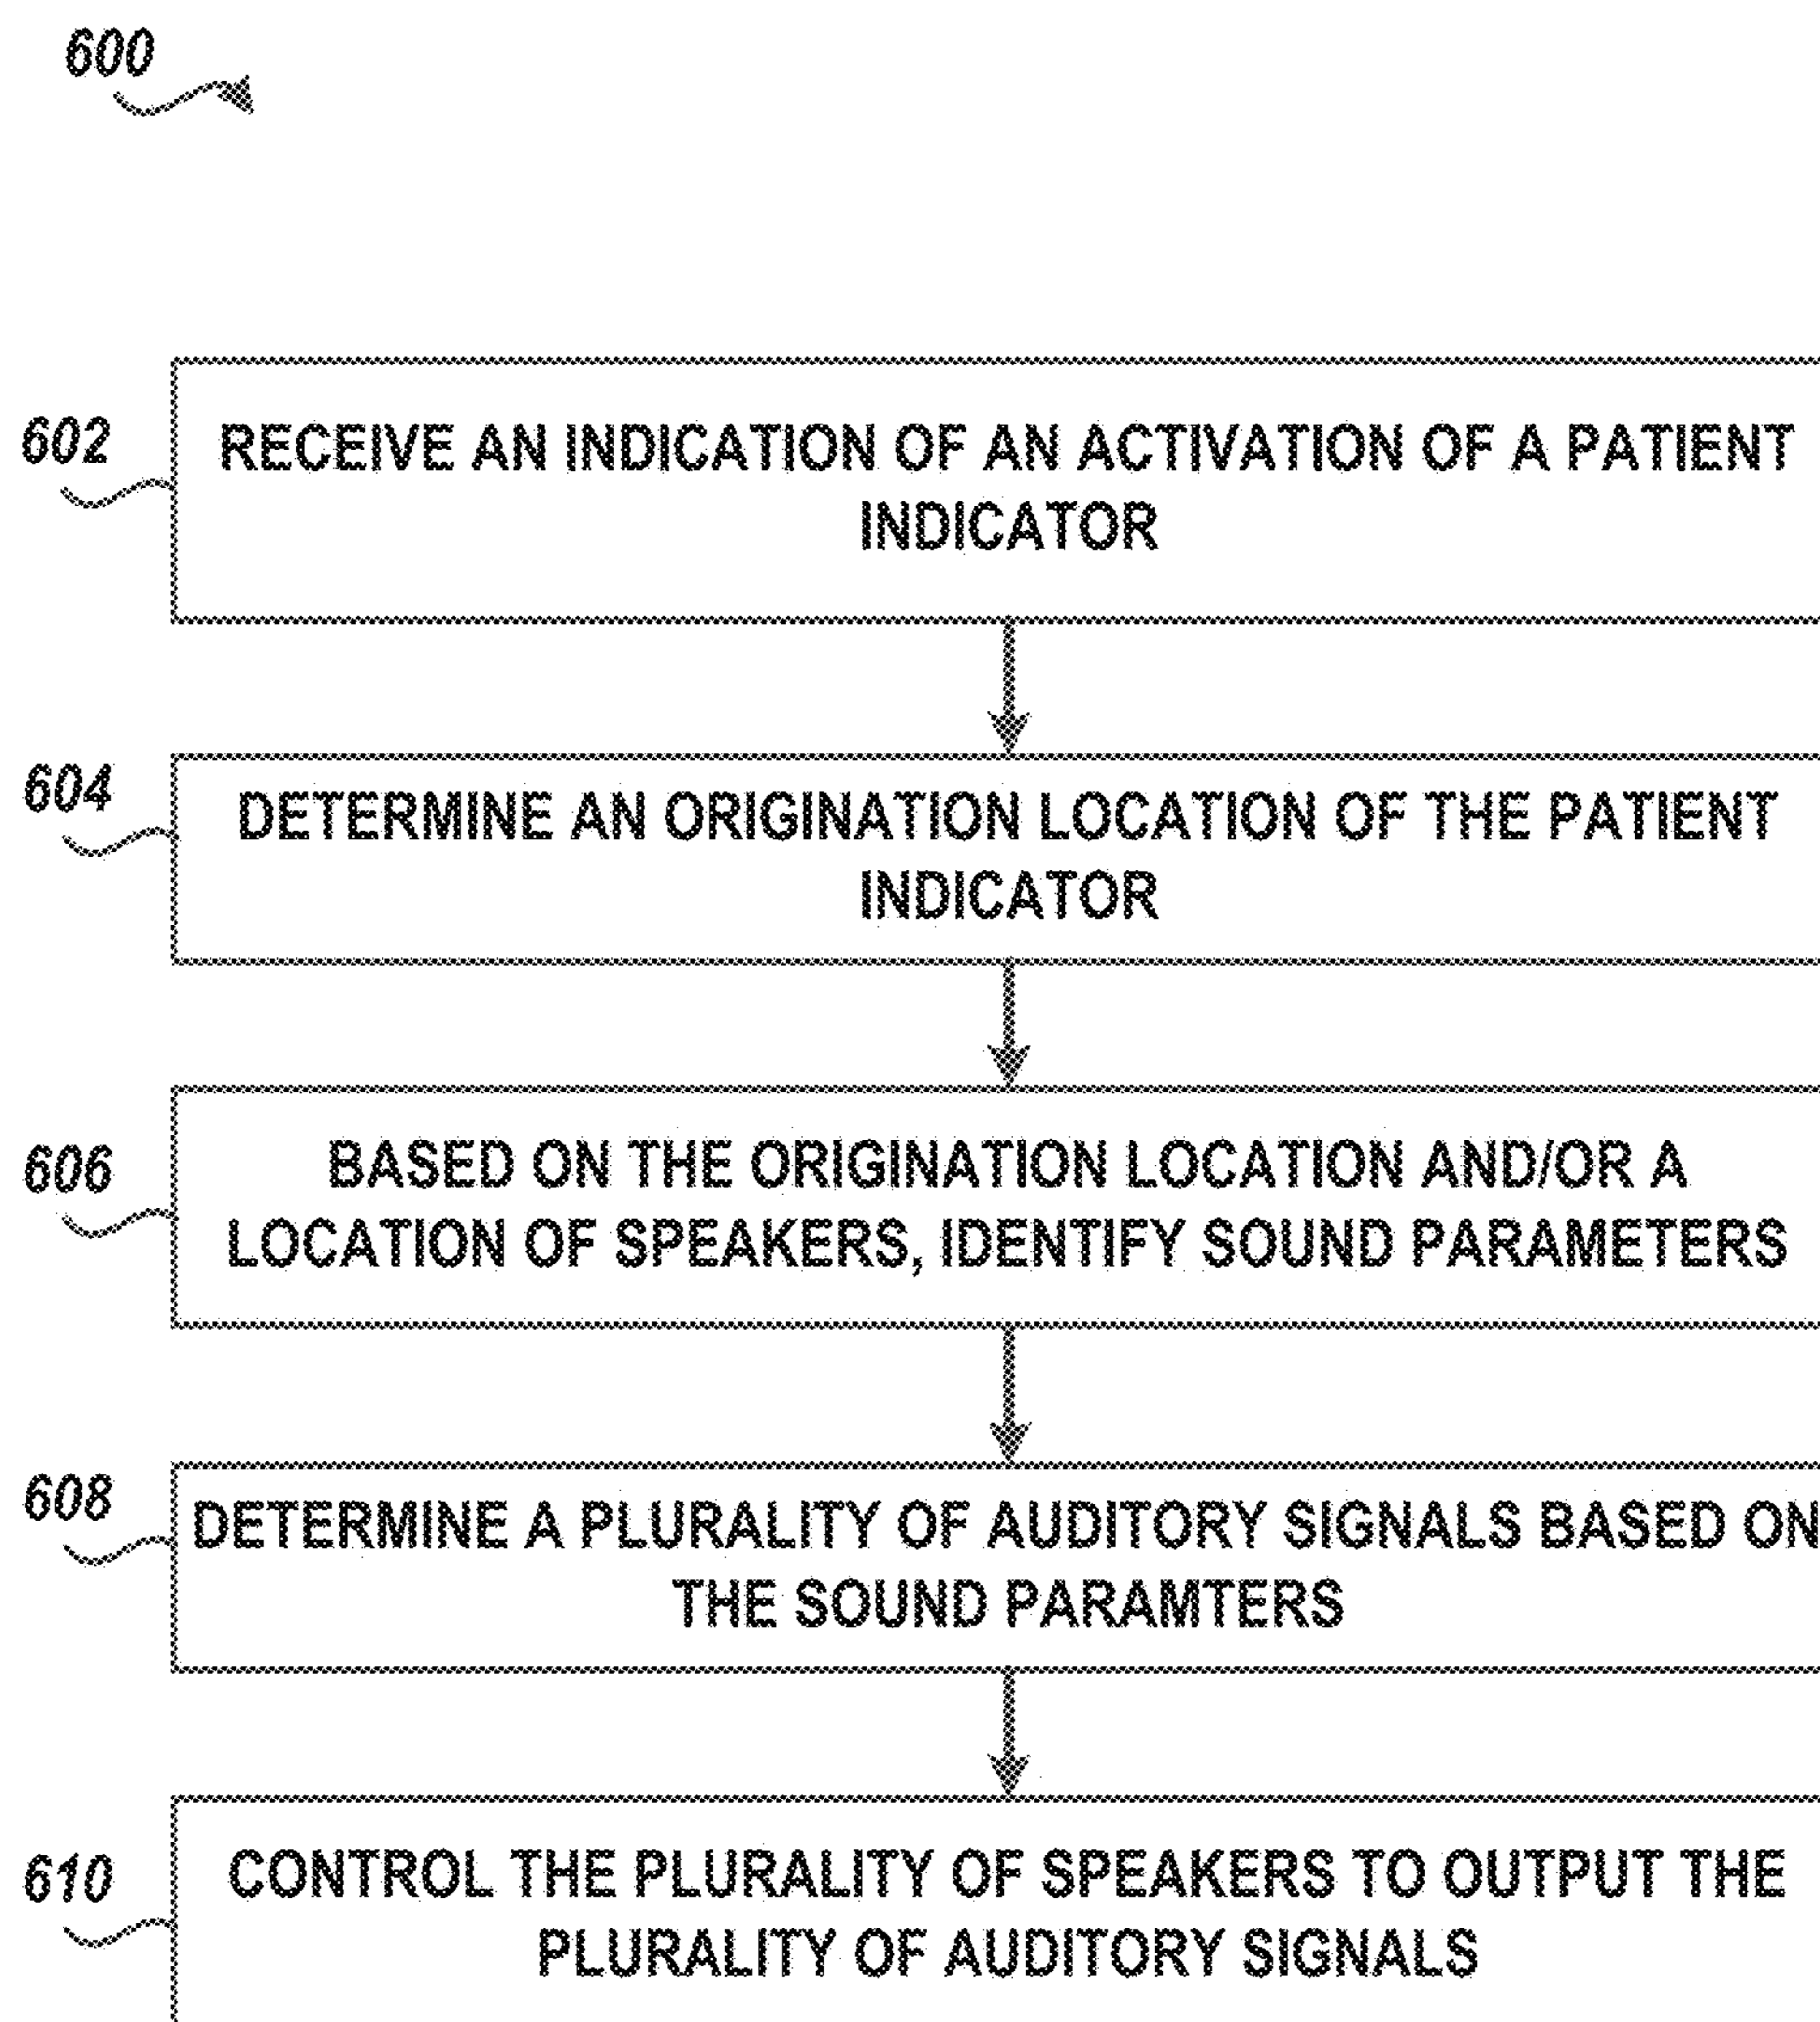 600
602
RECEIVE AN INDICATION OF AN ACTIVATION OF A PATIENT
INDICATOR
604
DETERMINE AN ORIGINATION LOCATION OF THE PATIENT
INDICATOR
606
BASED ON THE ORIGINATION LOCATION AND/OR A
LOCATION OF SPEAKERS, IDENTIFY SOUND PARAMETERS
608
DETERMINE A PLURALITY OF AUDITORY SIGNALS BASED ON
THE SOUND PARAMTERS
610
CONTROL THE PLURALITY OF SPEAKERS TO OUTPUT THE
PLURALITY OF AUDITORY SIGNALS